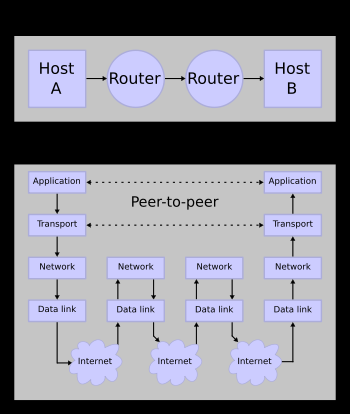 Host
A
Router
Router
Host
B
Application
Application
Peer-to-peer
Transport
Transport
Network
Network
Network
Network
Data link
Data link
Data link
Data link
Internet
Internet
Internet